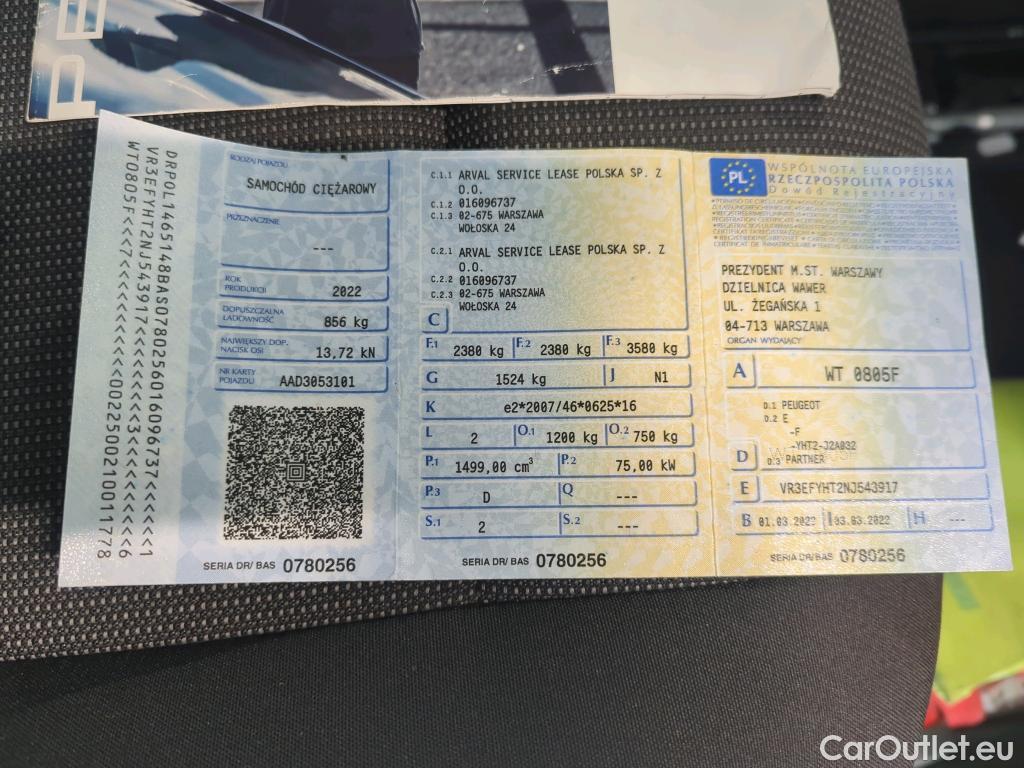 PE
DRPOL1465148BAS0780256016096737<<<<<1
VR3EFYHT2NJ543917<<<<<<3<<<<<<<<<<<<6
WT0805F<<7<<<<<<<<<<<<<0022500210011778
RODZAJ POJAZDU
SAMOCHÓD CIĘŻAROWY
PRZEZNACZENIE
---
ROK
PRODUKCJI
2022
DOPUSZCZALNA
ŁADOWNOŚĆ
856 kg
NAJWIĘKSZY DOP.
NACISK OSI
13,72 kN
NR KARTY
POJAZDU
AAD3053101
SERIA DR/ BAS 0780256
C.1.1 ARVAL SERVICE LEASE POLSKA SP. Z
O.O.
C.1.2 016096737
C.1.3 02-675 WARSZAWA
WOŁOSKA 24
C.2.1 ARVAL SERVICE LEASE POLSKA SP. Z
O.O.
C.2.2 016096737
C.2.3 02-675 WARSZAWA
WOŁOSKA 24
C
F.1 2380 kg F.2 2380 kg F.3 3580 kg
G 1524 kg J N1
K e2*2007/46*0625*16
L 2 O.1 1200 kg O.2 750 kg
P.1 1499,00 cm³ P.2 75,00 kW
P.3 D Q ---
S.1 2 S.2 ---
SERIA DR/ BAS 0780256
PL
WSPÓLNOTA EUROPEJSKA
RZECZPOSPOLITA POLSKA
Dowód Rejestracyjny
PREZYDENT M.ST. WARSZAWY
DZIELNICA WAWER
UL. ŻEGAŃSKA 1
04-713 WARSZAWA
ORGAN WYDAJĄCY
A WT 0805F
D.1 PEUGEOT
D.2 E
-F
-YHT2-J2A032
D D.3 PARTNER
E VR3EFYHT2NJ543917
B 01.03.2022 I 03.03.2022 H ---
SERIA DR/ BAS 0780256
CarOutlet.eu